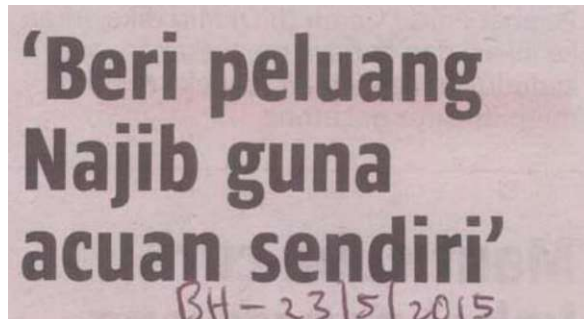 ‘Beri peluang
Najib guna
acuan sendiri’
BH - 23/5/2015